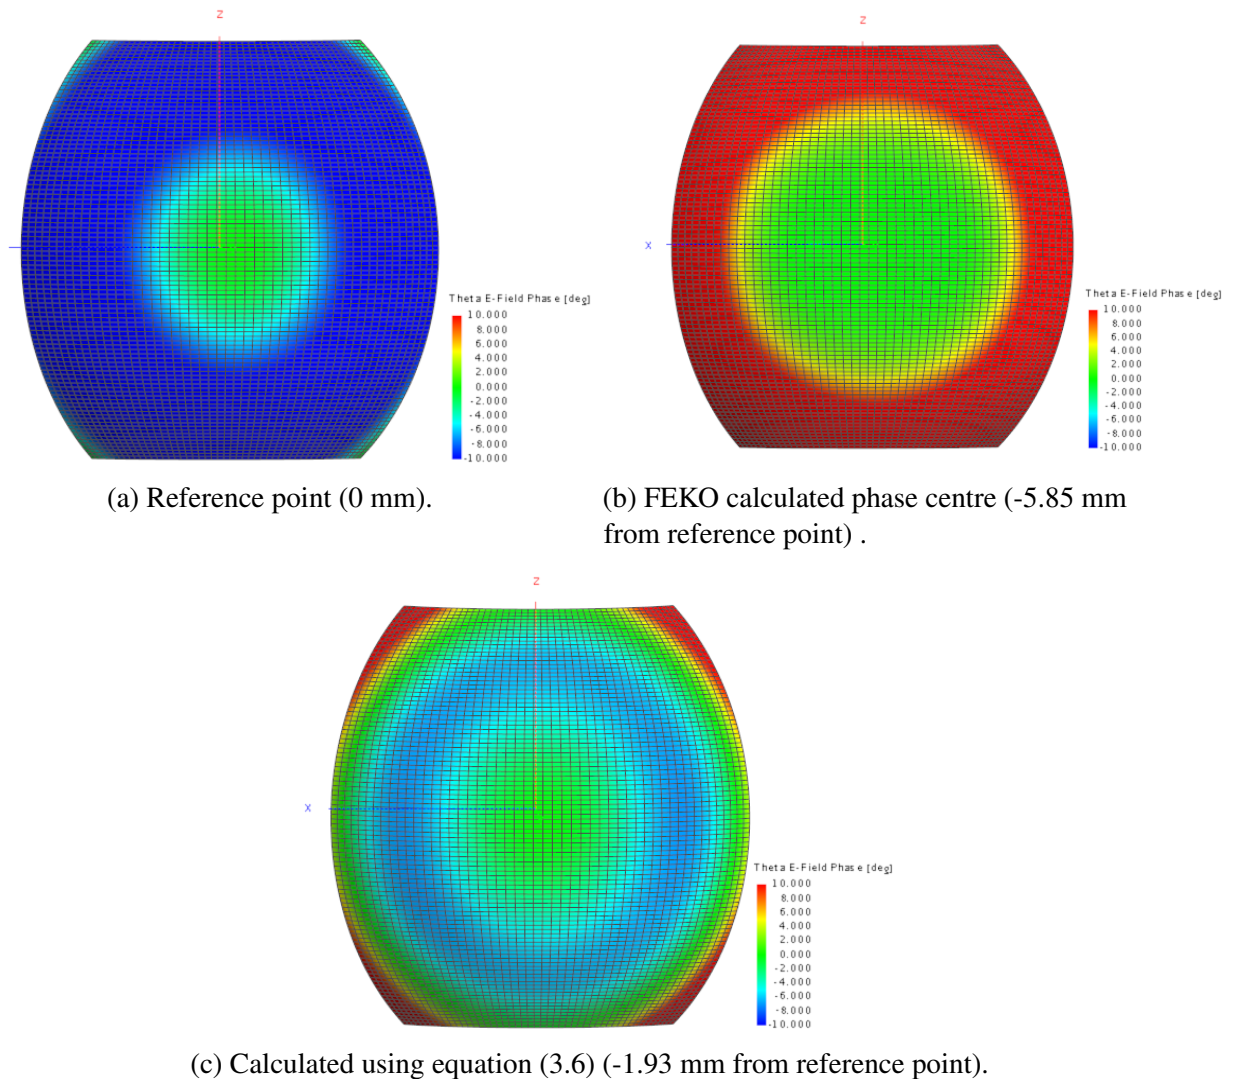 Z
Theta E-Field Phase [deg]
10.000
8.000
6.000
4.000
2.000
0.000
-2.000
-4.000
-6.000
-8.000
-10.000
(a) Reference point (0 mm).
Z
X
Theta E-Field Phase [deg]
10.000
8.000
6.000
4.000
2.000
0.000
-2.000
-4.000
-6.000
-8.000
-10.000
(b) FEKO calculated phase centre (-5.85 mm
from reference point) .
Z
X
Theta E-Field Phase [deg]
10.000
8.000
6.000
4.000
2.000
0.000
-2.000
-4.000
-6.000
-8.000
-10.000
(c) Calculated using equation (3.6) (-1.93 mm from reference point).